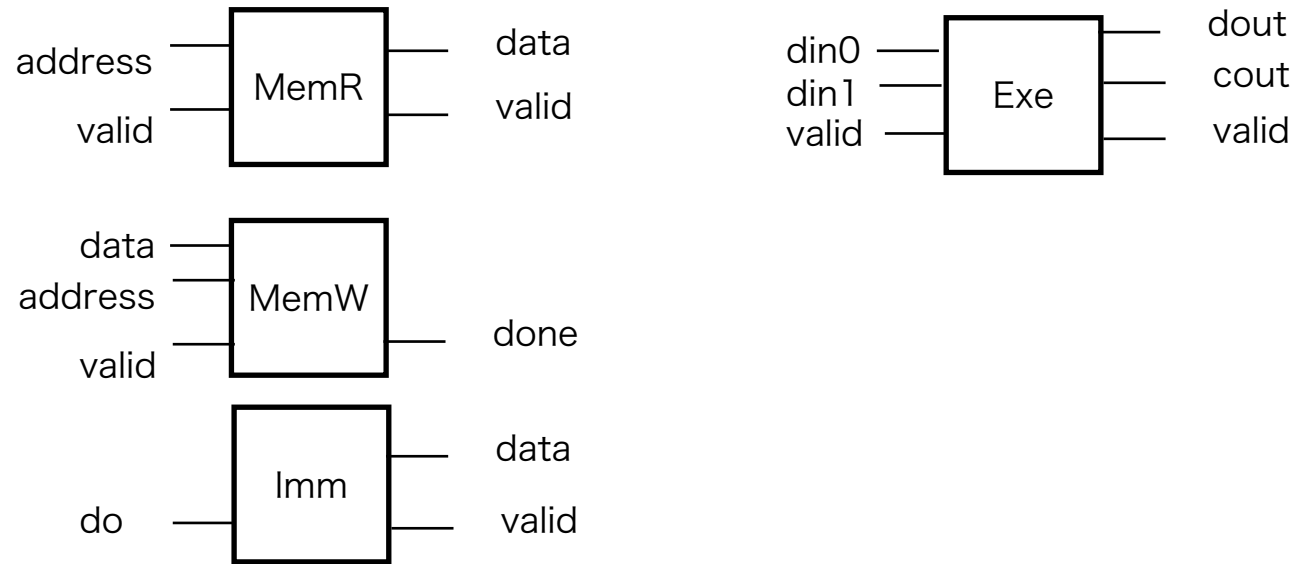 address
valid
MemR
data
valid
din0
din1
valid
Exe
dout
cout
valid
data
address
valid
MemW
done
do
Imm
data
valid